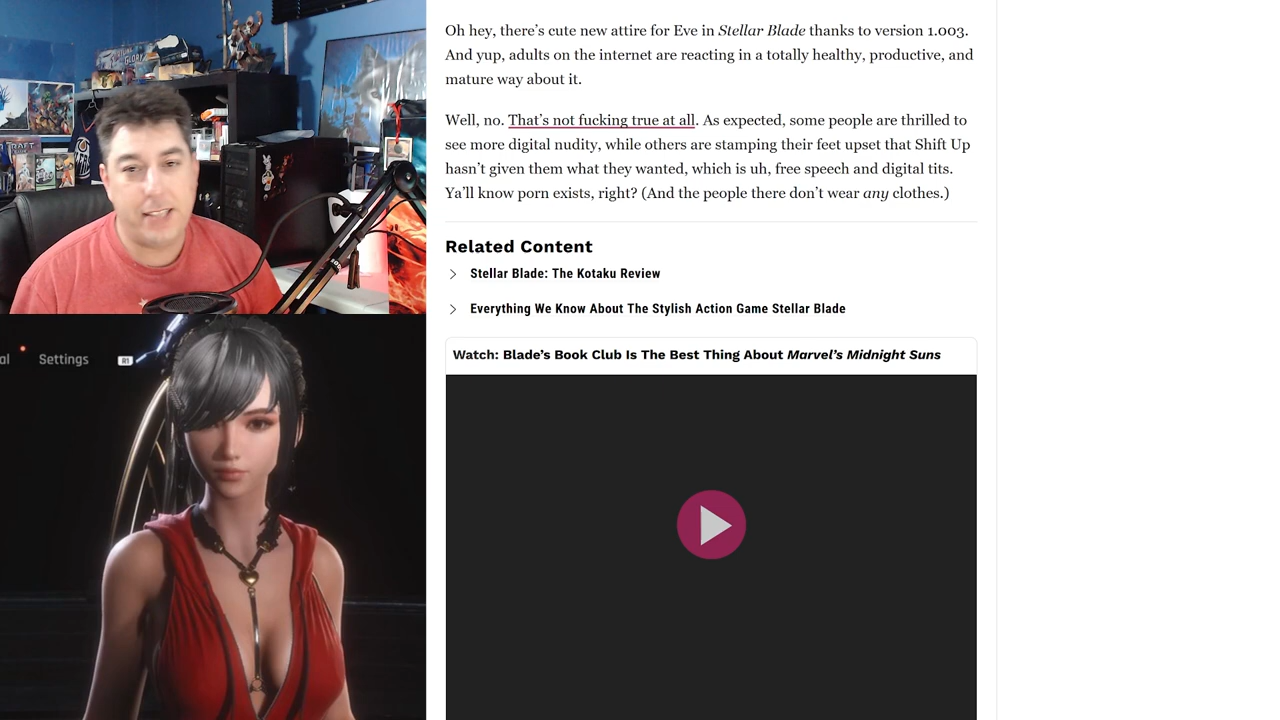 Oh hey, there's cute new attire for Eve in Stellar Blade thanks to version 1.003.
And yup, adults on the internet are reacting in a totally healthy, productive, and
mature way about it.
Well, no. That's not fucking true at all. As expected, some people are thrilled to
see more digital nudity, while others are stamping their feet upset that Shift Up
hasn't given them what they wanted, which is uh, free speech and digital tits.
Ya'll know porn exists, right? (And the people there don't wear any clothes.)
Related Content
Stellar Blade: The Kotaku Review
Everything We Know About The Stylish Action Game Stellar Blade
Watch: Blade's Book Club Is The Best Thing About Marvel's Midnight Suns
al Settings R1
GLORY